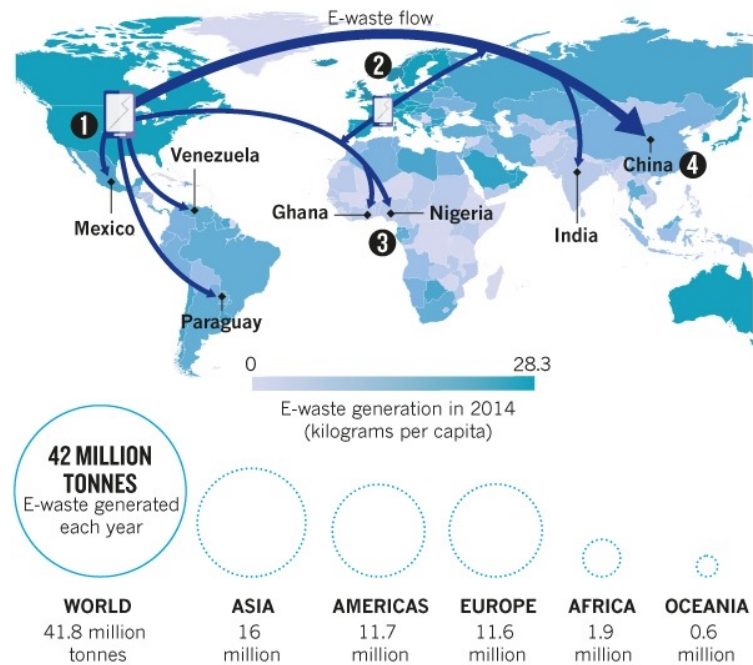 E-waste flow
2
1
Venezuela
China 4
Mexico
Ghana
Nigeria
India
3
Paraguay
0
28.3
E-waste generation in 2014
(kilograms per capita)
42 MILLION
TONNES
E-waste generated
each year
WORLD
41.8 million
tonnes
ASIA
16
million
AMERICAS
11.7
million
EUROPE
11.6
million
AFRICA
1.9
million
OCEANIA
0.6
million